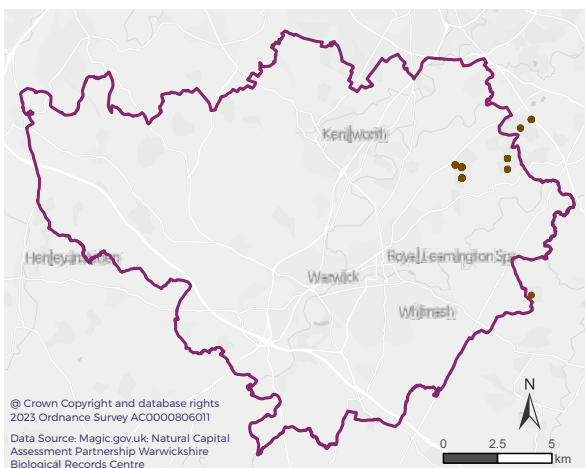 Kenilworth
Henley-in-Arden
Royal Leamington Spa
Warwick
Whitnash
@ Crown Copyright and database rights
2023 Ordnance Survey AC0000806011
Data Source: Magic.gov.uk; Natural Capital
Assessment Partnership Warwickshire
Biological Records Centre
N
0 2.5 5
km